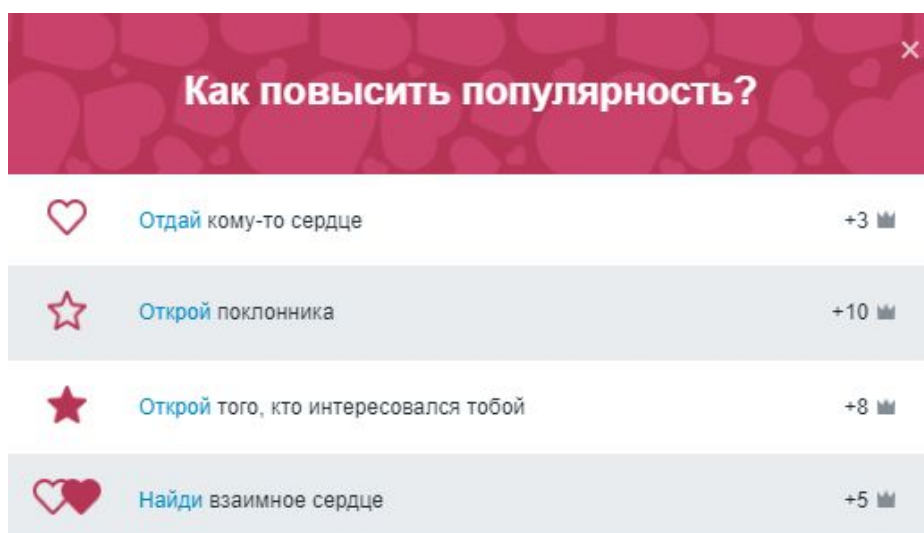 Как повысить популярность?
Отдай кому-то сердце +3
Открой поклонника +10
Открой того, кто интересовался тобой +8
Найди взаимное сердце +5